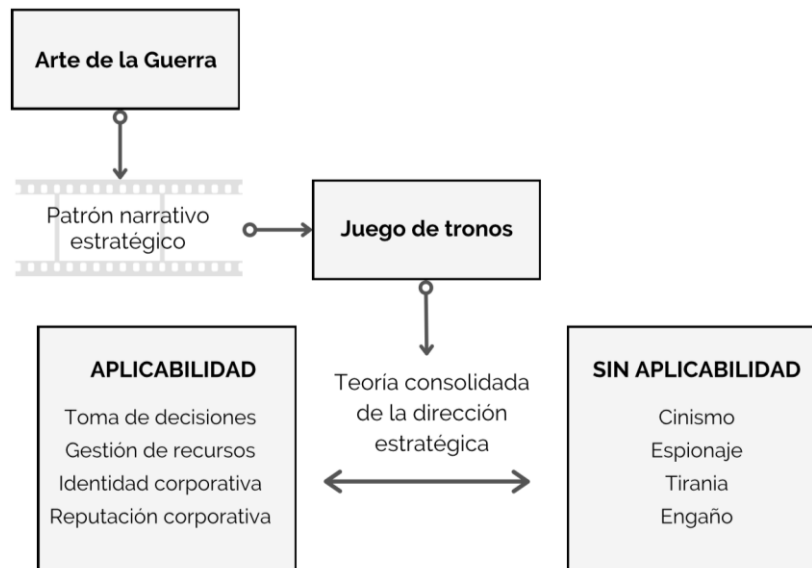 Arte de la Guerra
Patrón narrativo
estratégico
Juego de tronos
APLICABILIDAD
Toma de decisiones
Gestión de recursos
Identidad corporativa
Reputación corporativa
Teoría consolidada
de la dirección
estratégica
SIN APLICABILIDAD
Cinismo
Espionaje
Tirania
Engaño